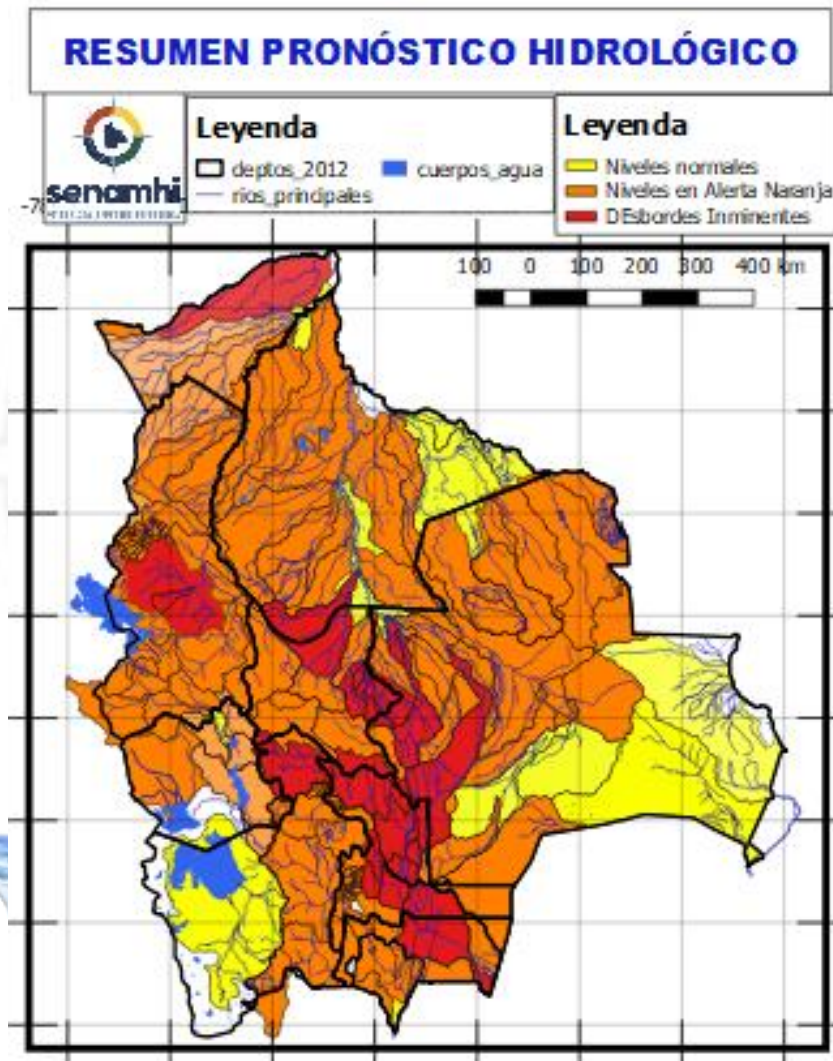 RESUMEN PRONÓSTICO HIDROLÓGICO
senamhi
Leyenda
deptos_2012 cuerpos_agua
rios_principales
Leyenda
Niveles normales
Niveles en Alerta Naranja
DEsbordes Inminentes
100 0 100 200 300 400 km